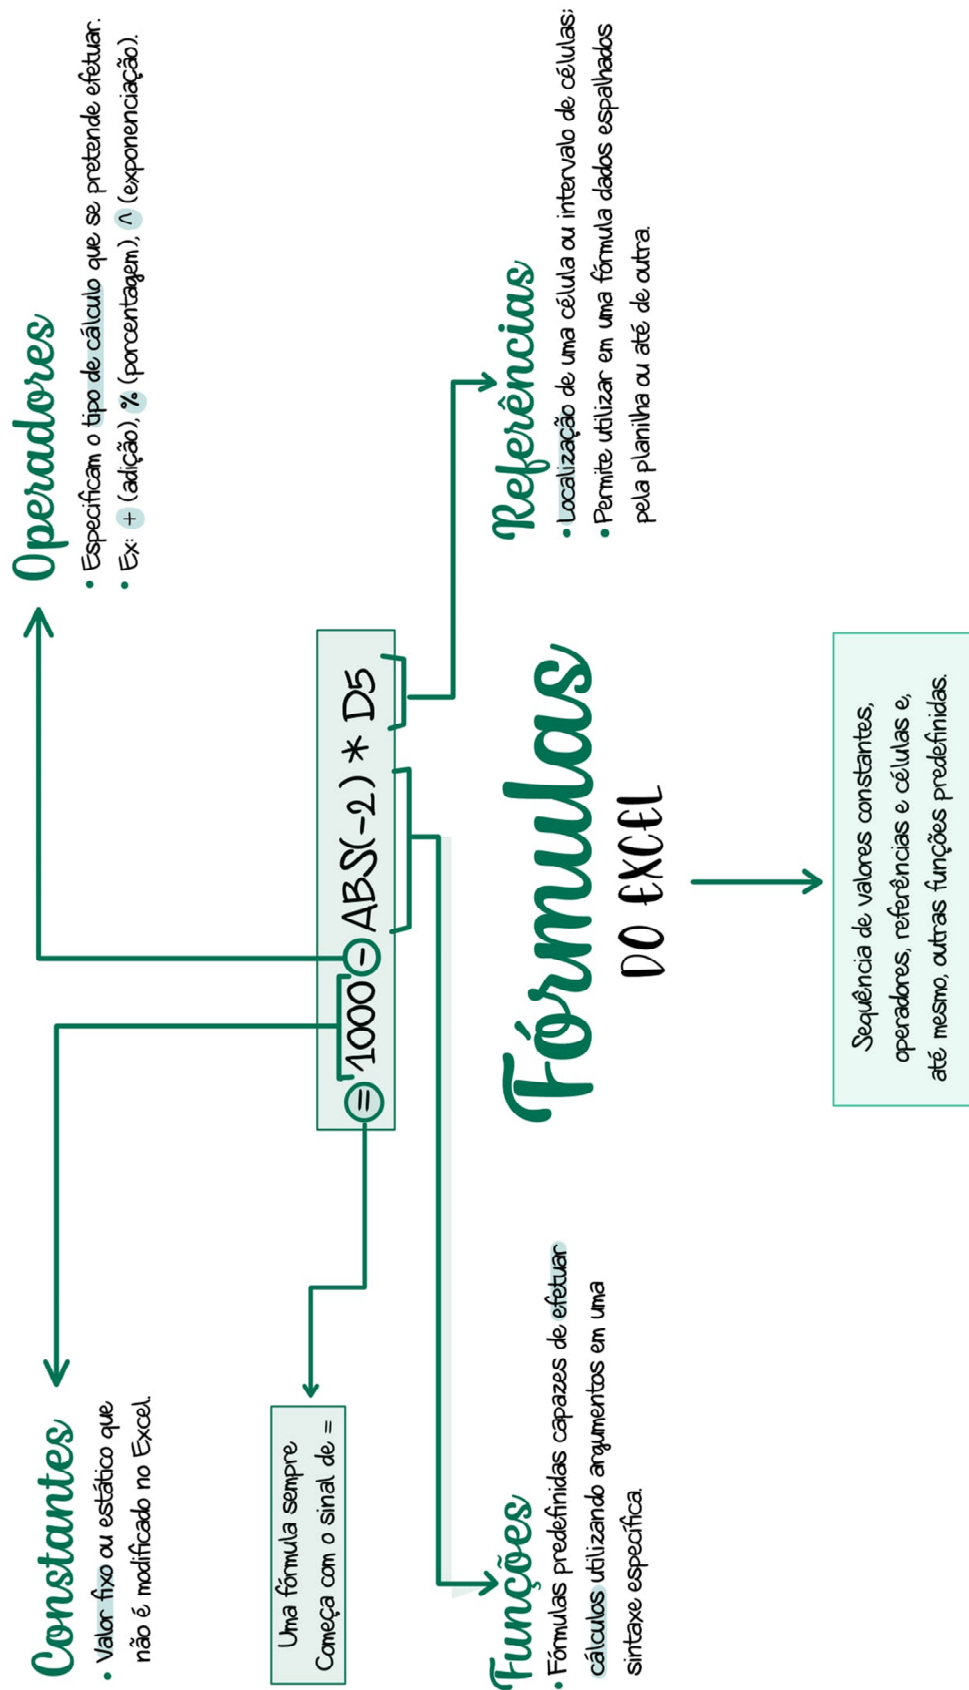 Constantes
• Valor fixo ou estático que
não é modificado no Excel.
Operadores
• Especificam o tipo de cálculo que se pretende efetuar.
• Ex: + (adição), % (porcentagem), ^ (exponenciação).
Uma fórmula sempre
Começa com o sinal de =
= 1000 - ABS(-2) * D5
Funções
• Fórmulas predefinidas capazes de efetuar
cálculos utilizando argumentos em uma
sintaxe específica.
Fórmulas
DO EXCEL
Referências
• Localização de uma célula ou intervalo de células;
• Permite utilizar em uma fórmula dados espalhados
pela planilha ou até de outra.
Sequência de valores constantes,
operadores, referências e células e,
até mesmo, outras funções predefinidas.